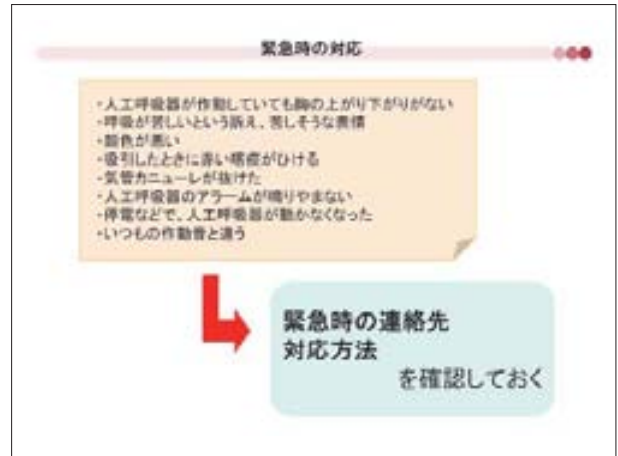 緊急時の対応
・人工呼吸器が作動していても胸の上がり下がりがない
・呼吸が苦しいという訴え、苦しそうな表情
・顔色が悪い
・吸引したときに赤い喀痰がひける
・気管カニューレが抜けた
・人工呼吸器のアラームが鳴りやまない
・停電などで、人工呼吸器が動かなくなった
・いつもの作動音と違う
緊急時の連絡先
対応方法
を確認しておく